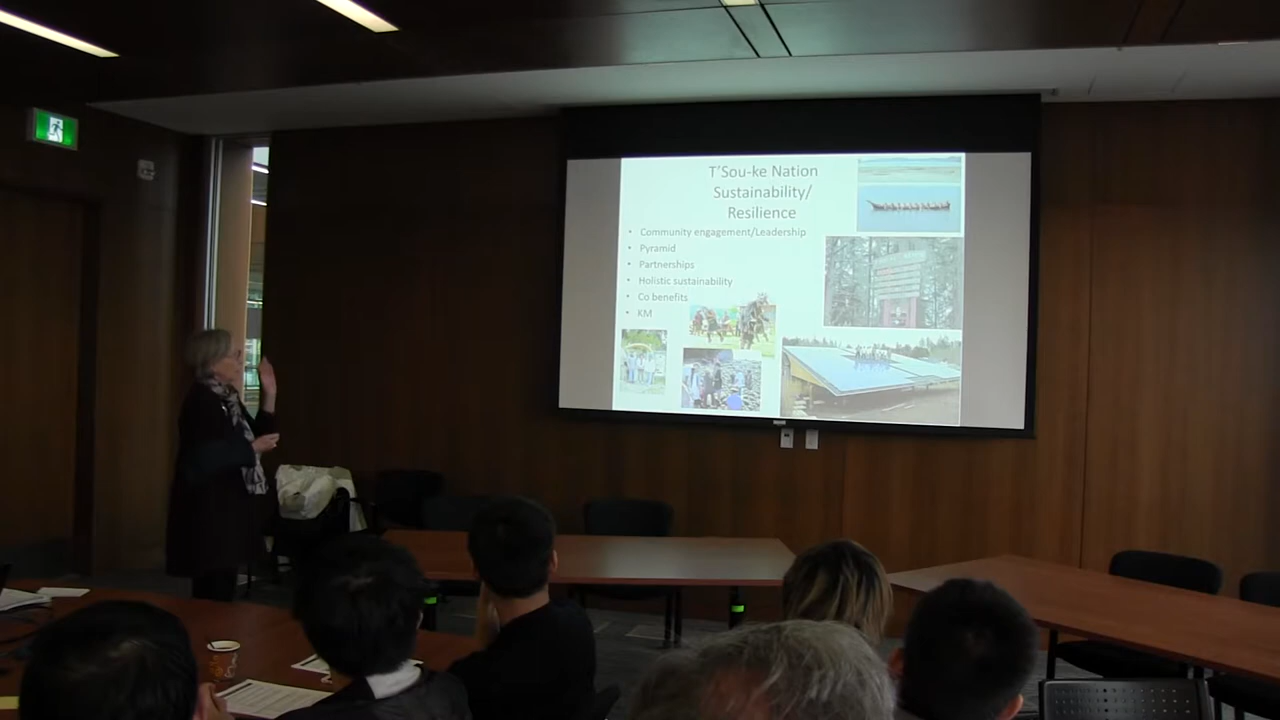 T'Sou-ke Nation
Sustainability/
Resilience
• Community engagement/Leadership
• Pyramid
• Partnerships
• Holistic sustainability
• Co benefits
• KM